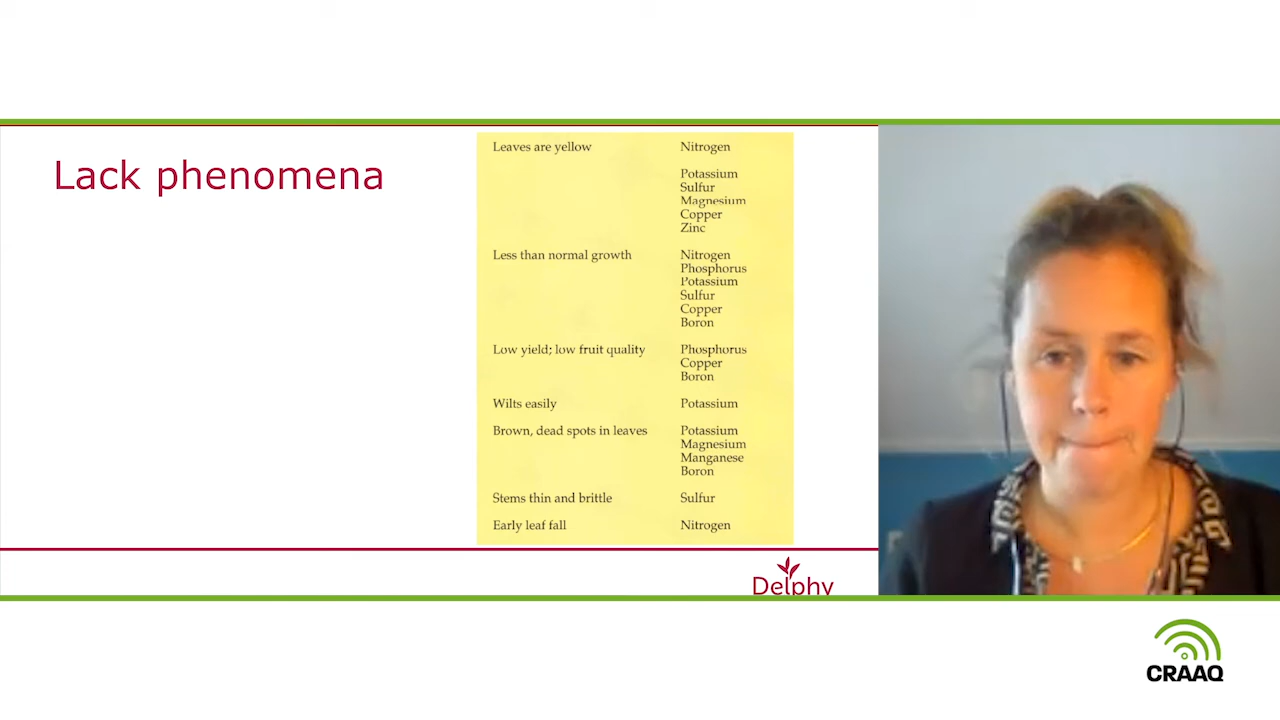 Lack phenomena
Leaves are yellow Nitrogen
Potassium
Sulfur
Magnesium
Copper
Zinc
Less than normal growth Nitrogen
Phosphorus
Potassium
Sulfur
Copper
Boron
Low yield; low fruit quality Phosphorus
Copper
Boron
Wilts easily Potassium
Brown, dead spots in leaves Potassium
Magnesium
Manganese
Boron
Stems thin and brittle Sulfur
Early leaf fall Nitrogen
Delphy
CRAAQ